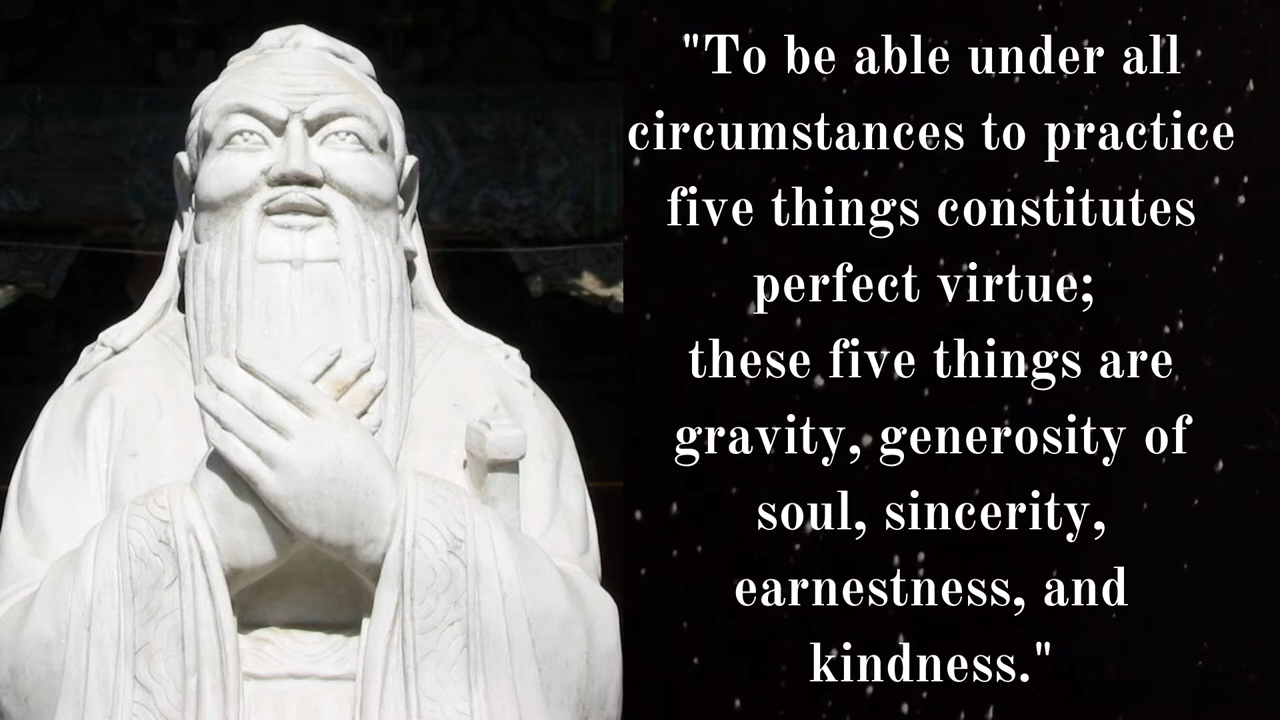 "To be able under all
circumstances to practice
five things constitutes
perfect virtue;
these five things are
gravity, generosity of
soul, sincerity,
earnestness, and
kindness."